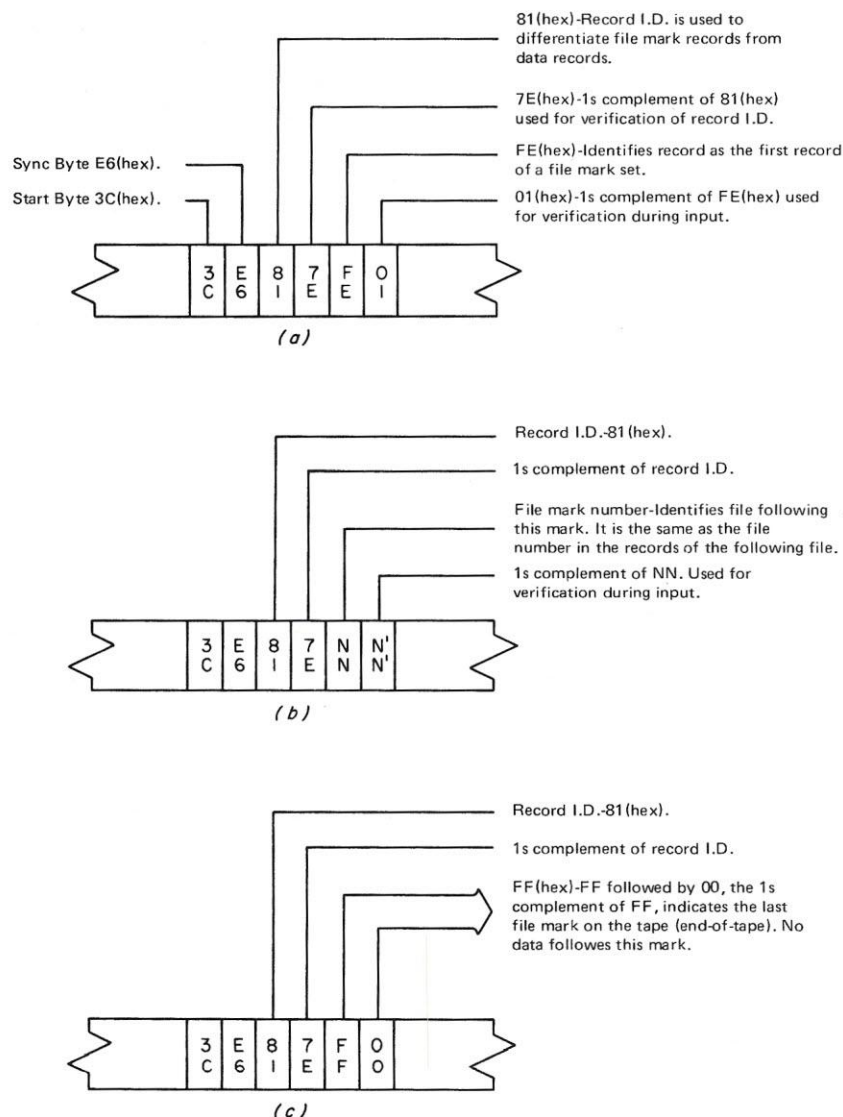 81(hex)-Record I.D. is used to
differentiate file mark records from
data records.
7E(hex)-1s complement of 81(hex)
used for verification of record I.D.
Sync Byte E6(hex).
FE(hex)-Identifies record as the first record
of a file mark set.
Start Byte 3C(hex).
01(hex)-1s complement of FE(hex) used
for verification during input.
3 E 8 7 F 0
C 6 1 E E 1
(a)
Record I.D.-81(hex).
1s complement of record I.D.
File mark number-Identifies file following
this mark. It is the same as the file
number in the records of the following file.
1s complement of NN. Used for
verification during input.
3 E 8 7 N N'
C 6 1 E N N'
(b)
Record I.D.-81(hex).
1s complement of record I.D.
FF(hex)-FF followed by 00, the 1s
complement of FF, indicates the last
file mark on the tape (end-of-tape). No
data followes this mark.
3 E 8 7 F 0
C 6 1 E F 0
(c)